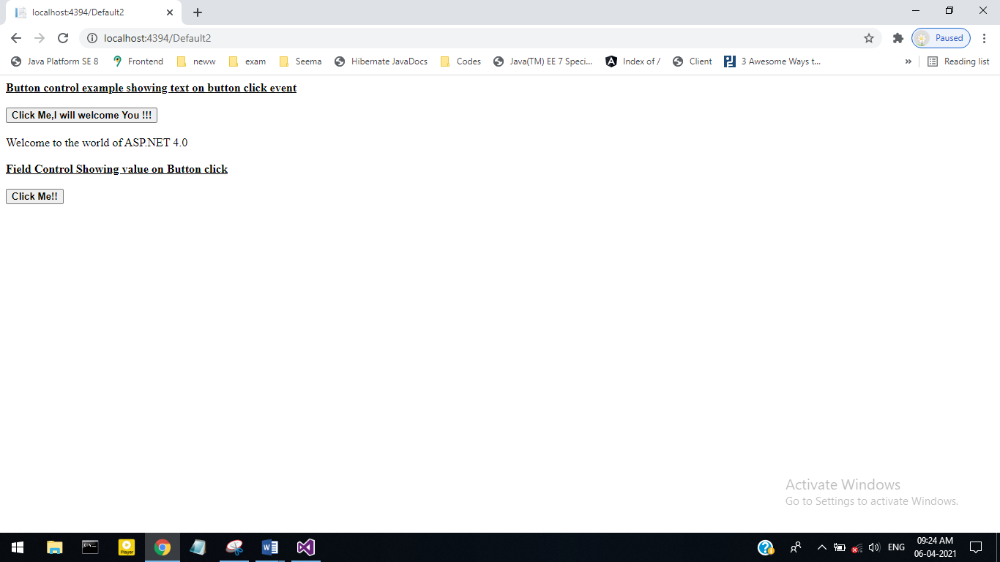 localhost:4394/Default2
localhost:4394/Default2
Paused
Java Platform SE 8
Frontend
neww
exam
Seema
Hibernate JavaDocs
Codes
Java(TM) EE 7 Speci...
Index of /
Client
3 Awesome Ways t...
»
Reading list
Button control example showing text on button click event
Click Me,I will welcome You !!!
Welcome to the world of ASP.NET 4.0
Field Control Showing value on Button click
Click Me!!
Activate Windows
Go to Settings to activate Windows.
Player
ENG
09:24 AM
06-04-2021